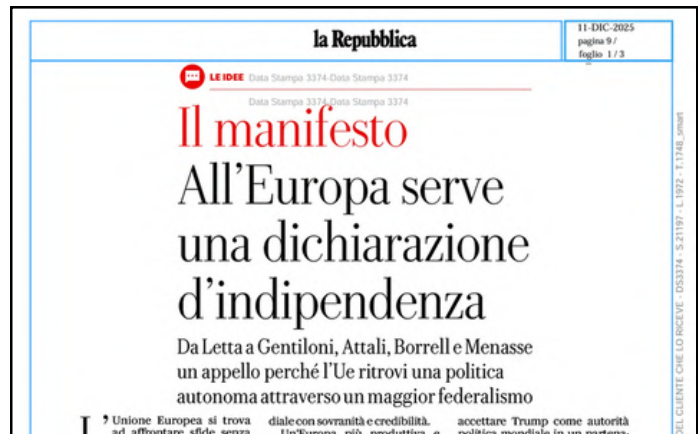 la Repubblica
11-DIC-2025
pagina 9 /
foglio 1 / 3
LE IDEE Data Stampa 3374-Data Stampa 3374
Data Stampa 3374-Data Stampa 3374
Il manifesto
All’Europa serve
una dichiarazione
d’indipendenza
Da Letta a Gentiloni, Attali, Borrell e Menasse
un appello perché l’Ue ritrovi una politica
autonoma attraverso un maggior federalismo
L’Unione Europea si trova
ad affrontare sfide senza
diale con sovranità e credibilità.
Un’Europa più produttiva e
accettare Trump come autorità
politica mondiale in un partena-
DEL CLIENTE CHE LO RICEVE - DS3374 - S.21197 - L.1972 - T.1748_smart